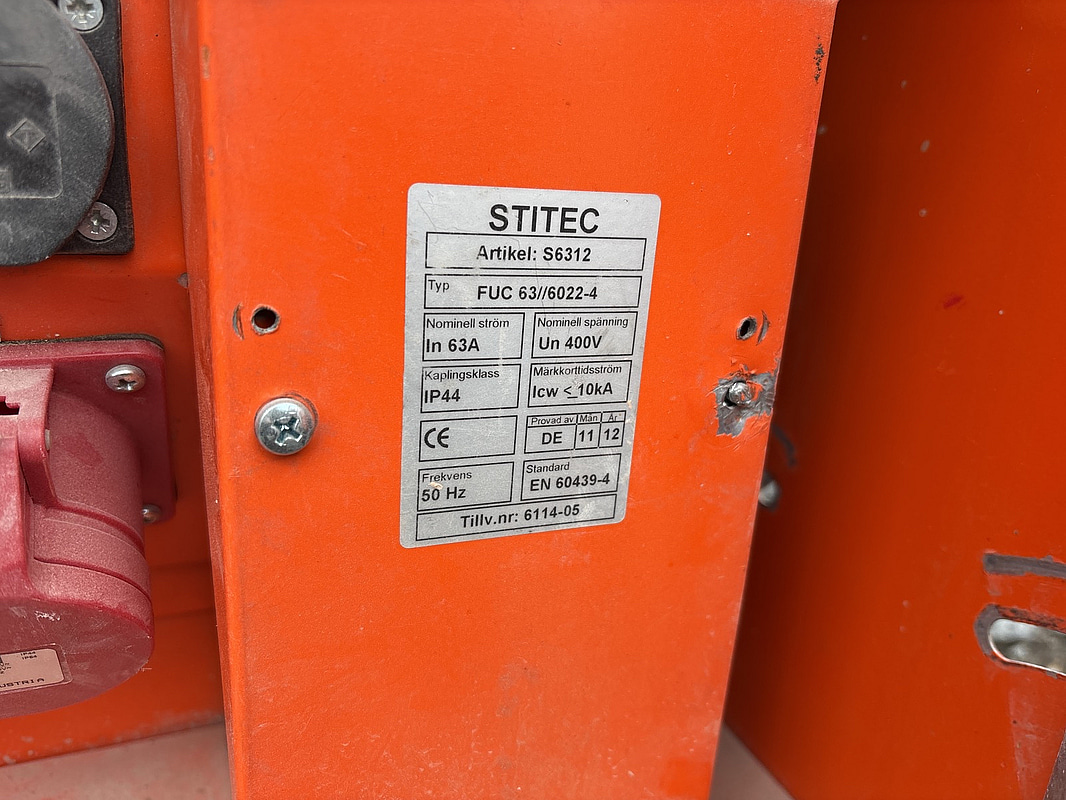 STITEC
Artikel: S6312
Typ FUC 63//6022-4
Nominell ström
In 63A
Nominell spänning
Un 400V
Kaplingsklass
IP44
Märkkorttidsström
Icw ≤ 10kA
CE
Provad av Mån År
DE 11 12
Frekvens
50 Hz
Standard
EN 60439-4
Tillv.nr: 6114-05
IP44